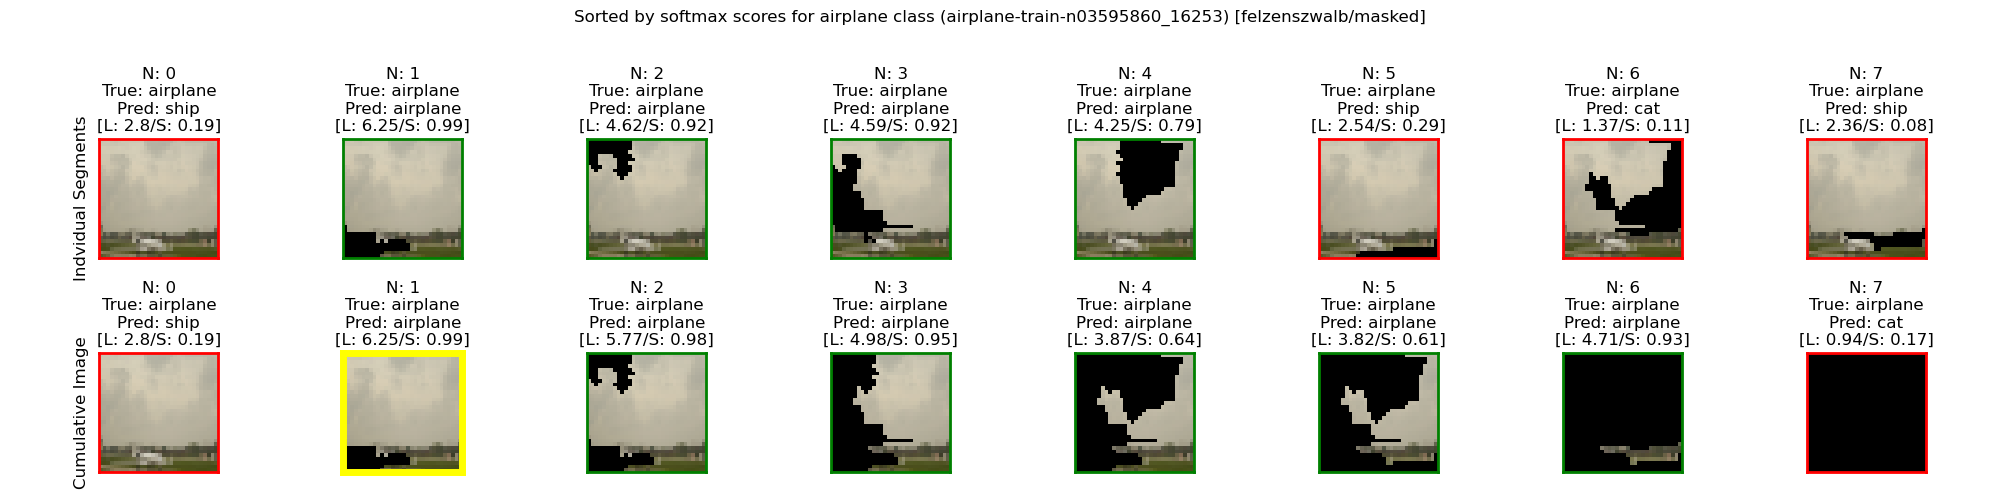 Sorted by softmax scores for airplane class (airplane-train-n03595860_16253) [felzenszwalb/masked]
Individual Segments
N: 0
True: airplane
Pred: ship
[L: 2.8/S: 0.19]
N: 1
True: airplane
Pred: airplane
[L: 6.25/S: 0.99]
N: 2
True: airplane
Pred: airplane
[L: 4.62/S: 0.92]
N: 3
True: airplane
Pred: airplane
[L: 4.59/S: 0.92]
N: 4
True: airplane
Pred: airplane
[L: 4.25/S: 0.79]
N: 5
True: airplane
Pred: ship
[L: 2.54/S: 0.29]
N: 6
True: airplane
Pred: cat
[L: 1.37/S: 0.11]
N: 7
True: airplane
Pred: ship
[L: 2.36/S: 0.08]
Cumulative Image
N: 0
True: airplane
Pred: ship
[L: 2.8/S: 0.19]
N: 1
True: airplane
Pred: airplane
[L: 6.25/S: 0.99]
N: 2
True: airplane
Pred: airplane
[L: 5.77/S: 0.98]
N: 3
True: airplane
Pred: airplane
[L: 4.98/S: 0.95]
N: 4
True: airplane
Pred: airplane
[L: 3.87/S: 0.64]
N: 5
True: airplane
Pred: airplane
[L: 3.82/S: 0.61]
N: 6
True: airplane
Pred: airplane
[L: 4.71/S: 0.93]
N: 7
True: airplane
Pred: cat
[L: 0.94/S: 0.17]